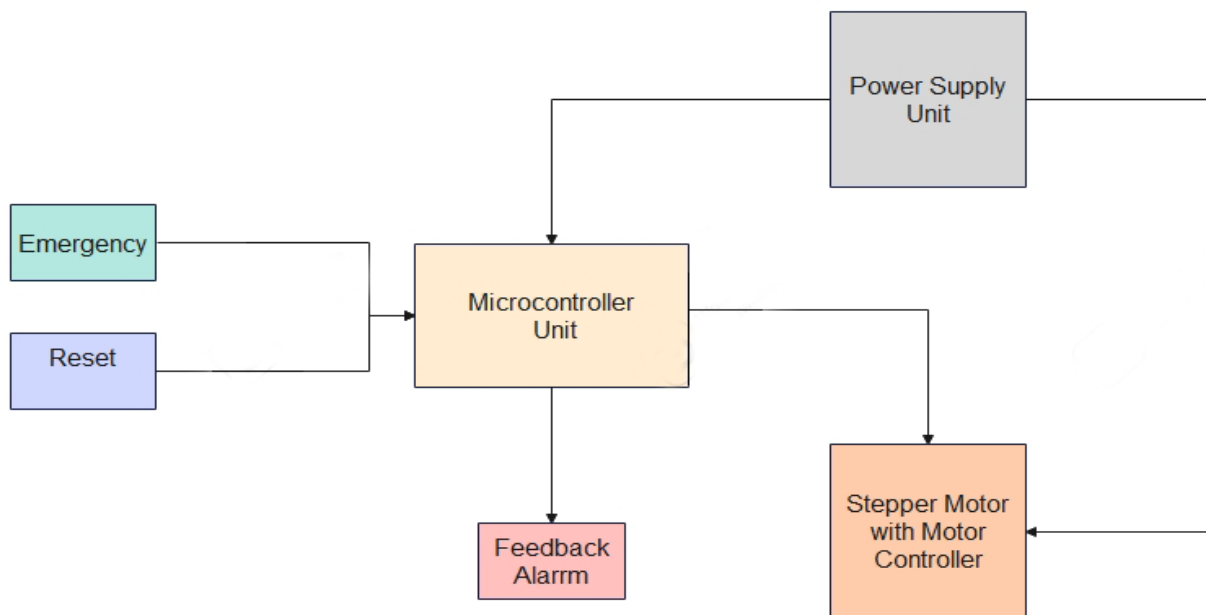 Power Supply
Unit
Emergency
Microcontroller
Unit
Reset
Stepper Motor
with Motor
Controller
Feedback
Alarrm